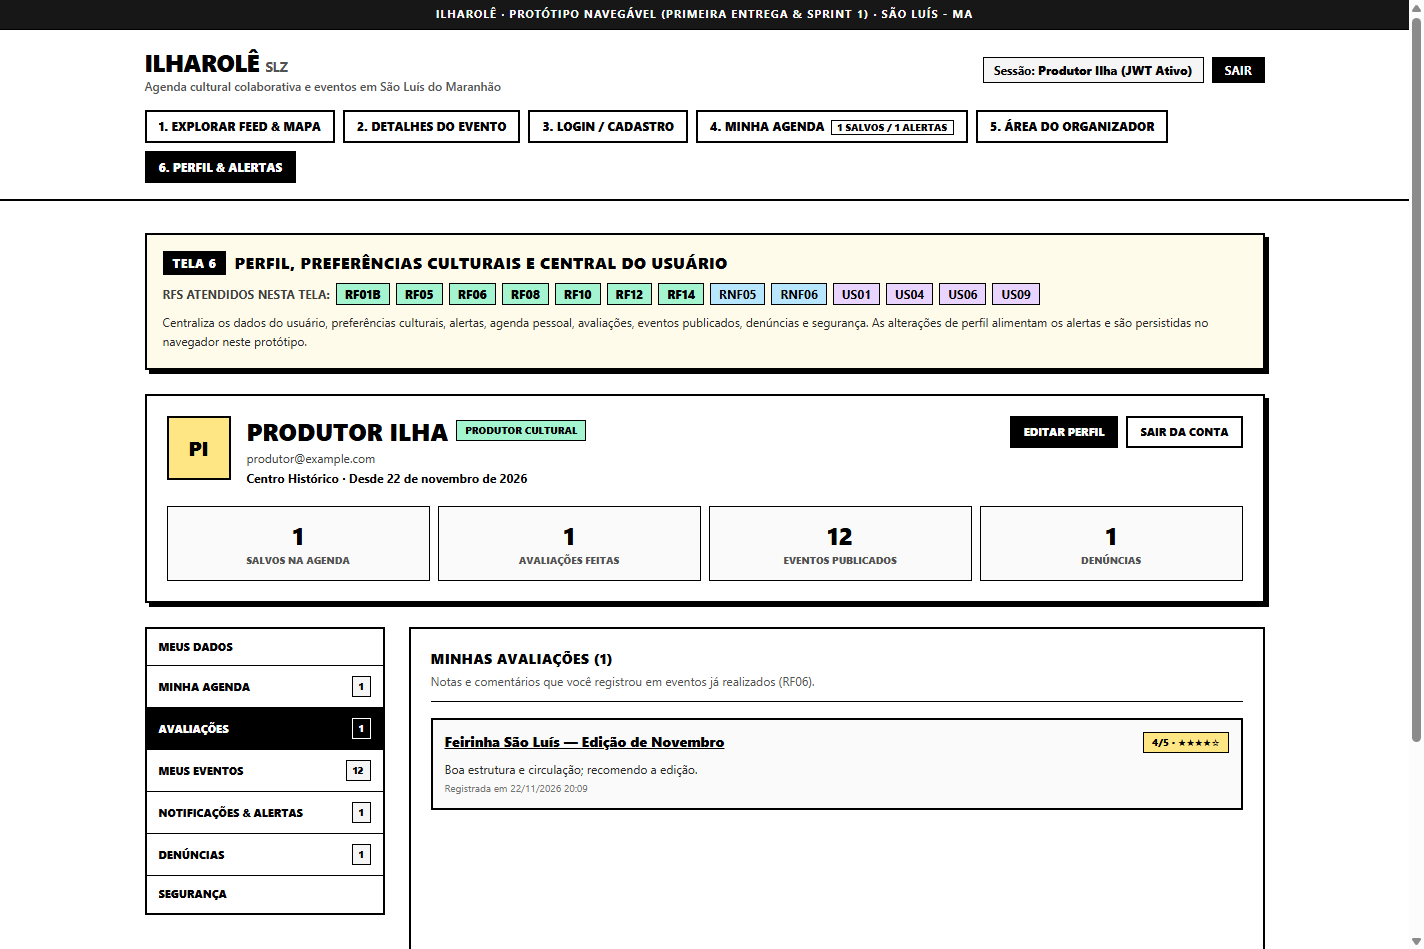 ILHAROLÊ · PROTÓTIPO NAVEGÁVEL (PRIMEIRA ENTREGA & SPRINT 1) · SÃO LUÍS - MA
ILHAROLÊ SLZ
Agenda cultural colaborativa e eventos em São Luís do Maranhão
Sessão: Produtor Ilha (JWT Ativo)
SAIR
1. EXPLORAR FEED & MAPA
2. DETALHES DO EVENTO
3. LOGIN / CADASTRO
4. MINHA AGENDA 1 SALVOS / 1 ALERTAS
5. ÁREA DO ORGANIZADOR
6. PERFIL & ALERTAS
TELA 6 PERFIL, PREFERÊNCIAS CULTURAIS E CENTRAL DO USUÁRIO
RFS ATENDIDOS NESTA TELA: RF01B RF05 RF06 RF08 RF10 RF12 RF14 RNF05 RNF06 US01 US04 US06 US09
Centraliza os dados do usuário, preferências culturais, alertas, agenda pessoal, avaliações, eventos publicados, denúncias e segurança. As alterações de perfil alimentam os alertas e são persistidas no
navegador neste protótipo.
PI
PRODUTOR ILHA PRODUTOR CULTURAL
produtor@example.com
Centro Histórico · Desde 22 de novembro de 2026
EDITAR PERFIL
SAIR DA CONTA
1
SALVOS NA AGENDA
1
AVALIAÇÕES FEITAS
12
EVENTOS PUBLICADOS
1
DENÚNCIAS
MEUS DADOS
MINHA AGENDA 1
AVALIAÇÕES 1
MEUS EVENTOS 12
NOTIFICAÇÕES & ALERTAS 1
DENÚNCIAS 1
SEGURANÇA
MINHAS AVALIAÇÕES (1)
Notas e comentários que você registrou em eventos já realizados (RF06).
Feirinha São Luís — Edição de Novembro
4/5 · ★★★★☆
Boa estrutura e circulação; recomendo a edição.
Registrada em 22/11/2026 20:09